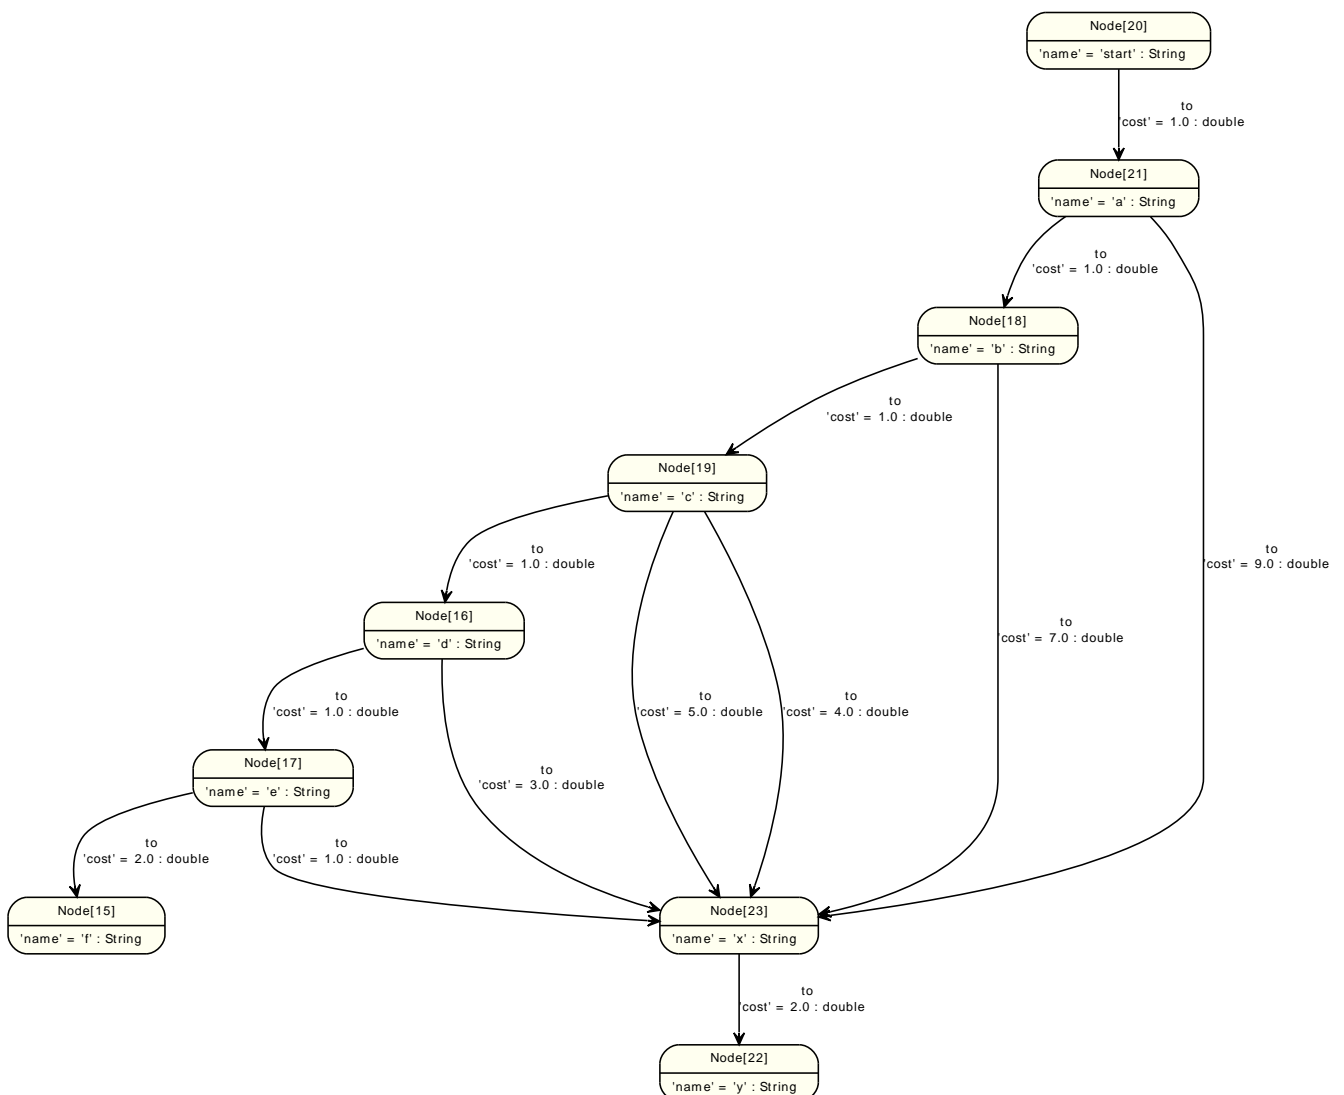 Node[20]
'name' = 'start' : String
to
'cost' = 1.0 : double
Node[21]
'name' = 'a' : String
to
'cost' = 1.0 : double
Node[18]
'name' = 'b' : String
to
'cost' = 1.0 : double
Node[19]
'name' = 'c' : String
to
'cost' = 1.0 : double
to
'cost' = 9.0 : double
Node[16]
'name' = 'd' : String
to
'cost' = 7.0 : double
to
'cost' = 1.0 : double
to
'cost' = 5.0 : double
to
'cost' = 4.0 : double
Node[17]
'name' = 'e' : String
to
'cost' = 3.0 : double
to
'cost' = 2.0 : double
to
'cost' = 1.0 : double
Node[15]
'name' = 'f' : String
Node[23]
'name' = 'x' : String
to
'cost' = 2.0 : double
Node[22]
'name' = 'y' : String